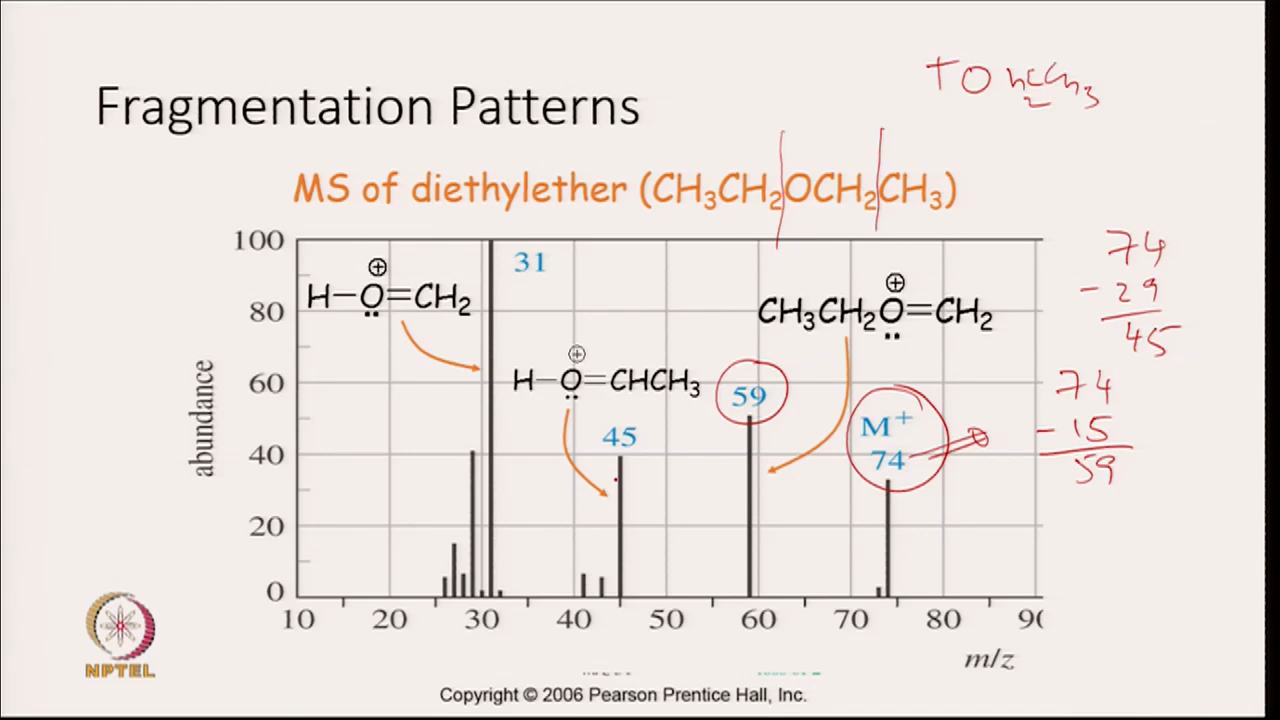 Fragmentation Patterns
MS of diethylether (CH₃CH₂OCH₂CH₃)
74
- 29
45
74
- 15
59
100
80
60
40
20
0
abundance
10 20 30 40 50 60 70 80 90
m/z
31
45
59
M⁺
74
H–O=CH₂
⊕
H–O=CHCH₃
⊕
CH₃CH₂O=CH₂
⊕
NPTEL
Copyright © 2006 Pearson Prentice Hall, Inc.